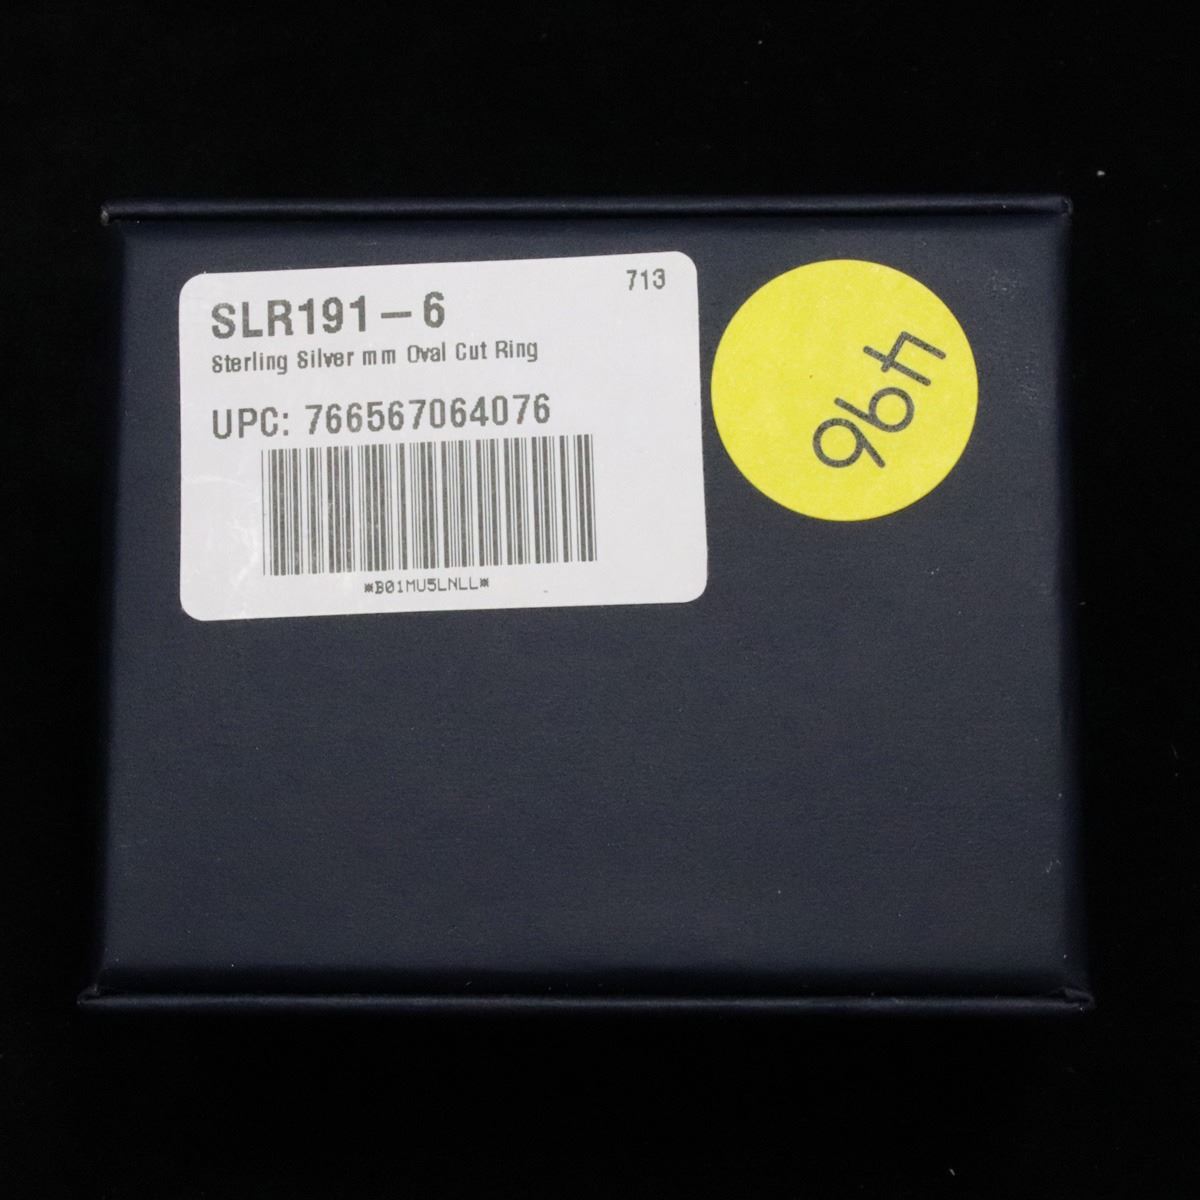 713
SLR191-6
Sterling Silver mm Oval Cut Ring
UPC: 766567064076
*B01MU5LNLL*
496